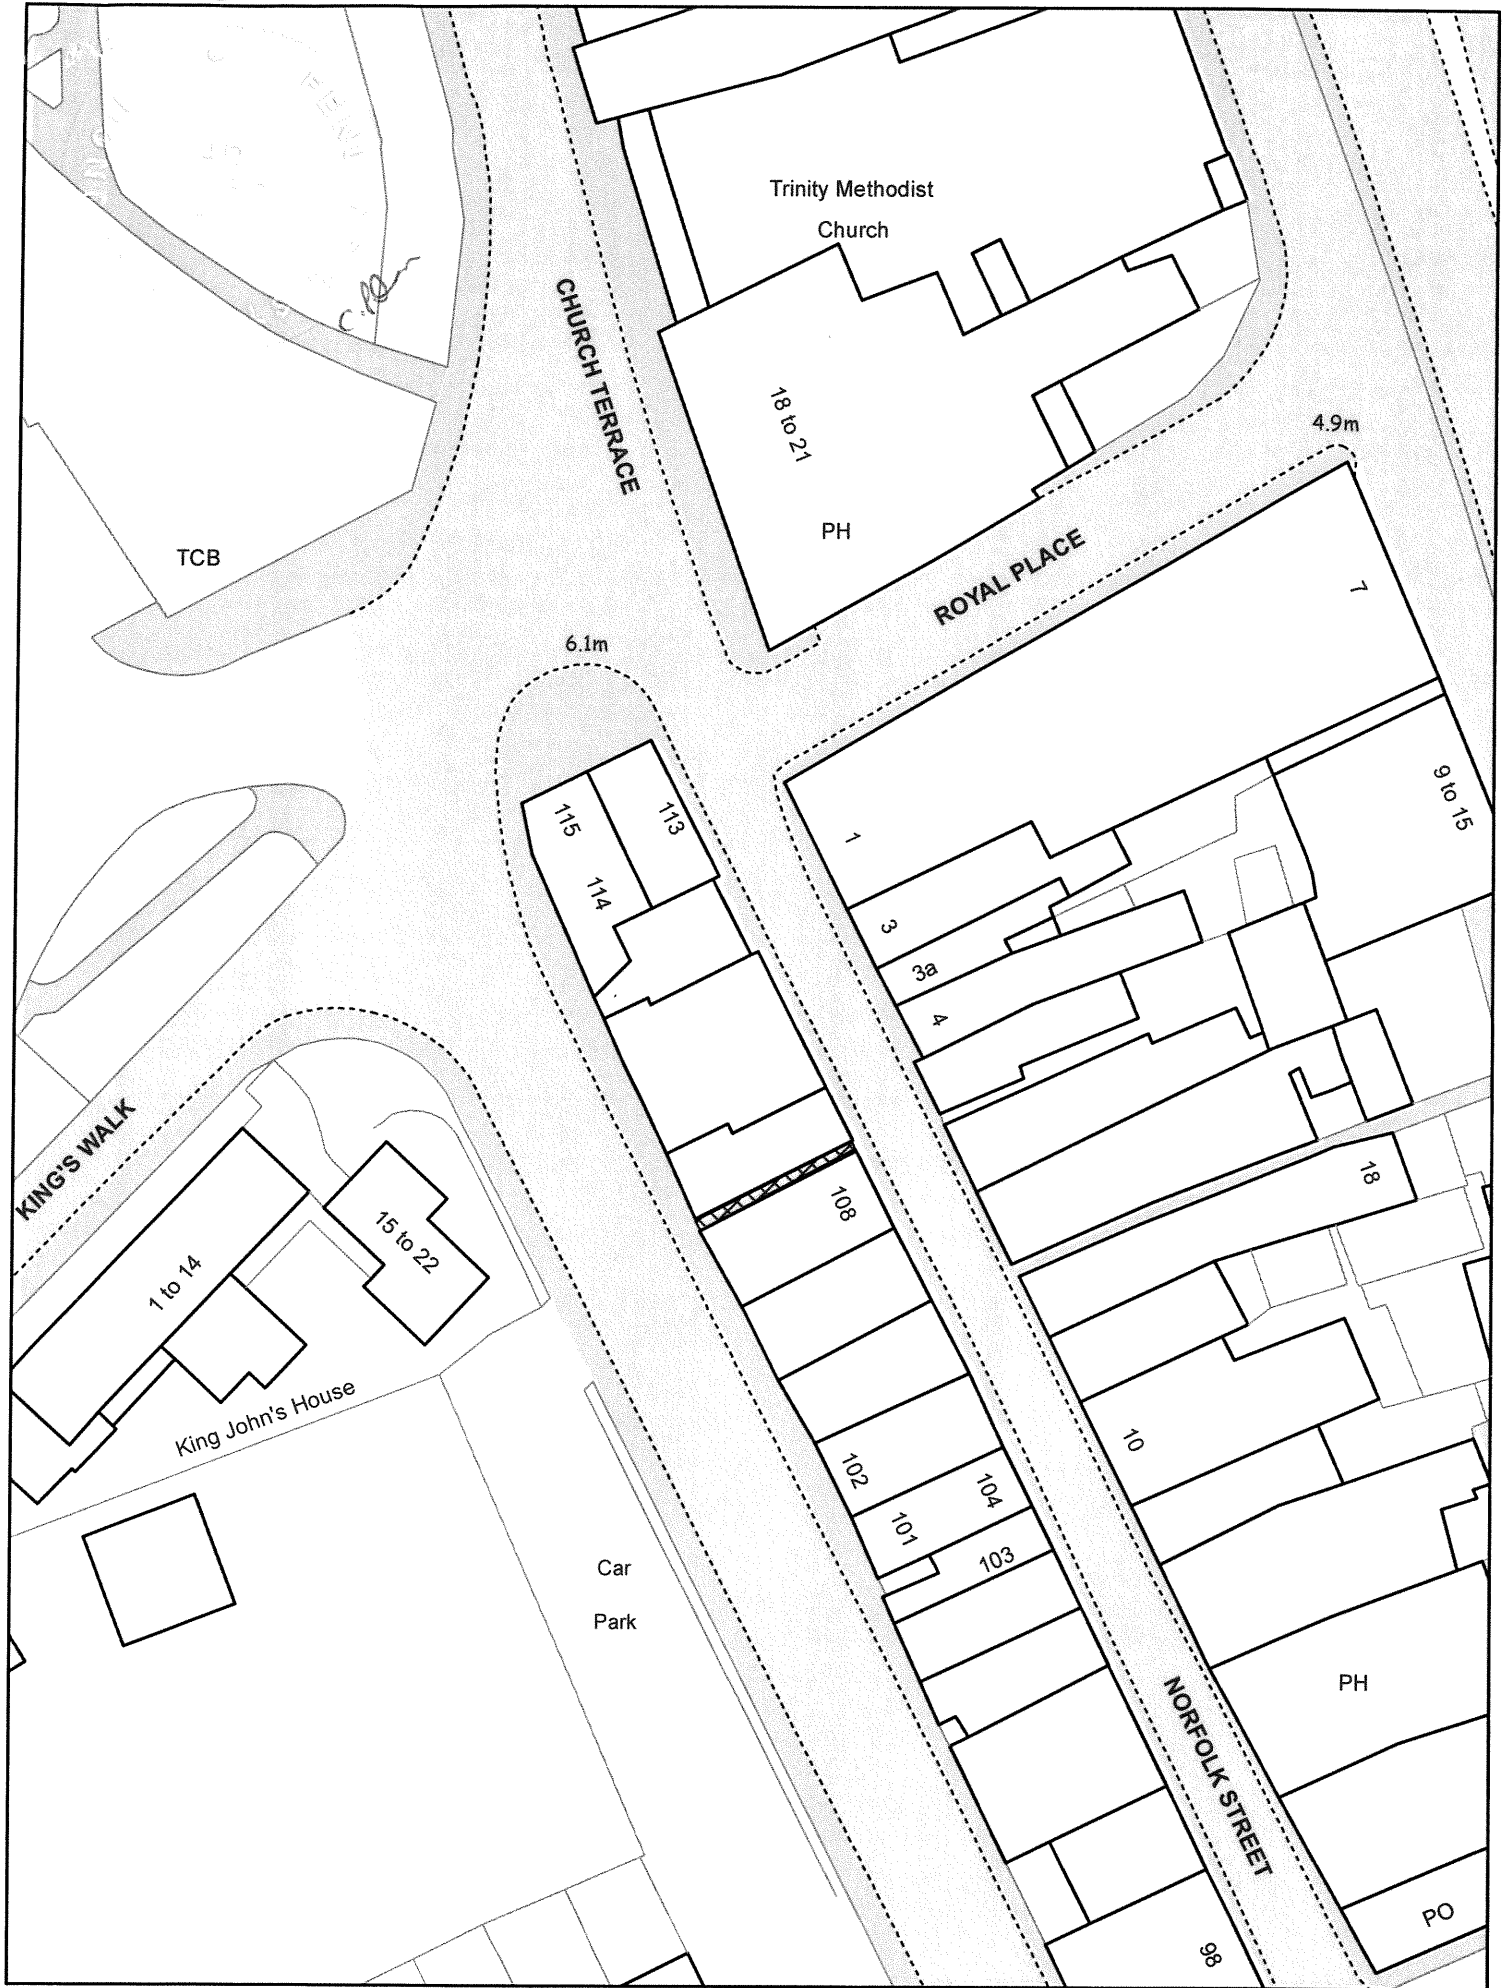 Trinity Methodist
Church
CHURCH TERRACE
18 to 21
4.9m
PH
TCB
ROYAL PLACE
7
6.1m
9 to 15
115
113
1
114
3
3a
4
KING'S WALK
18
108
15 to 22
1 to 14
King John's House
10
102
104
101
103
Car
Park
PH
NORFOLK STREET
PO
98